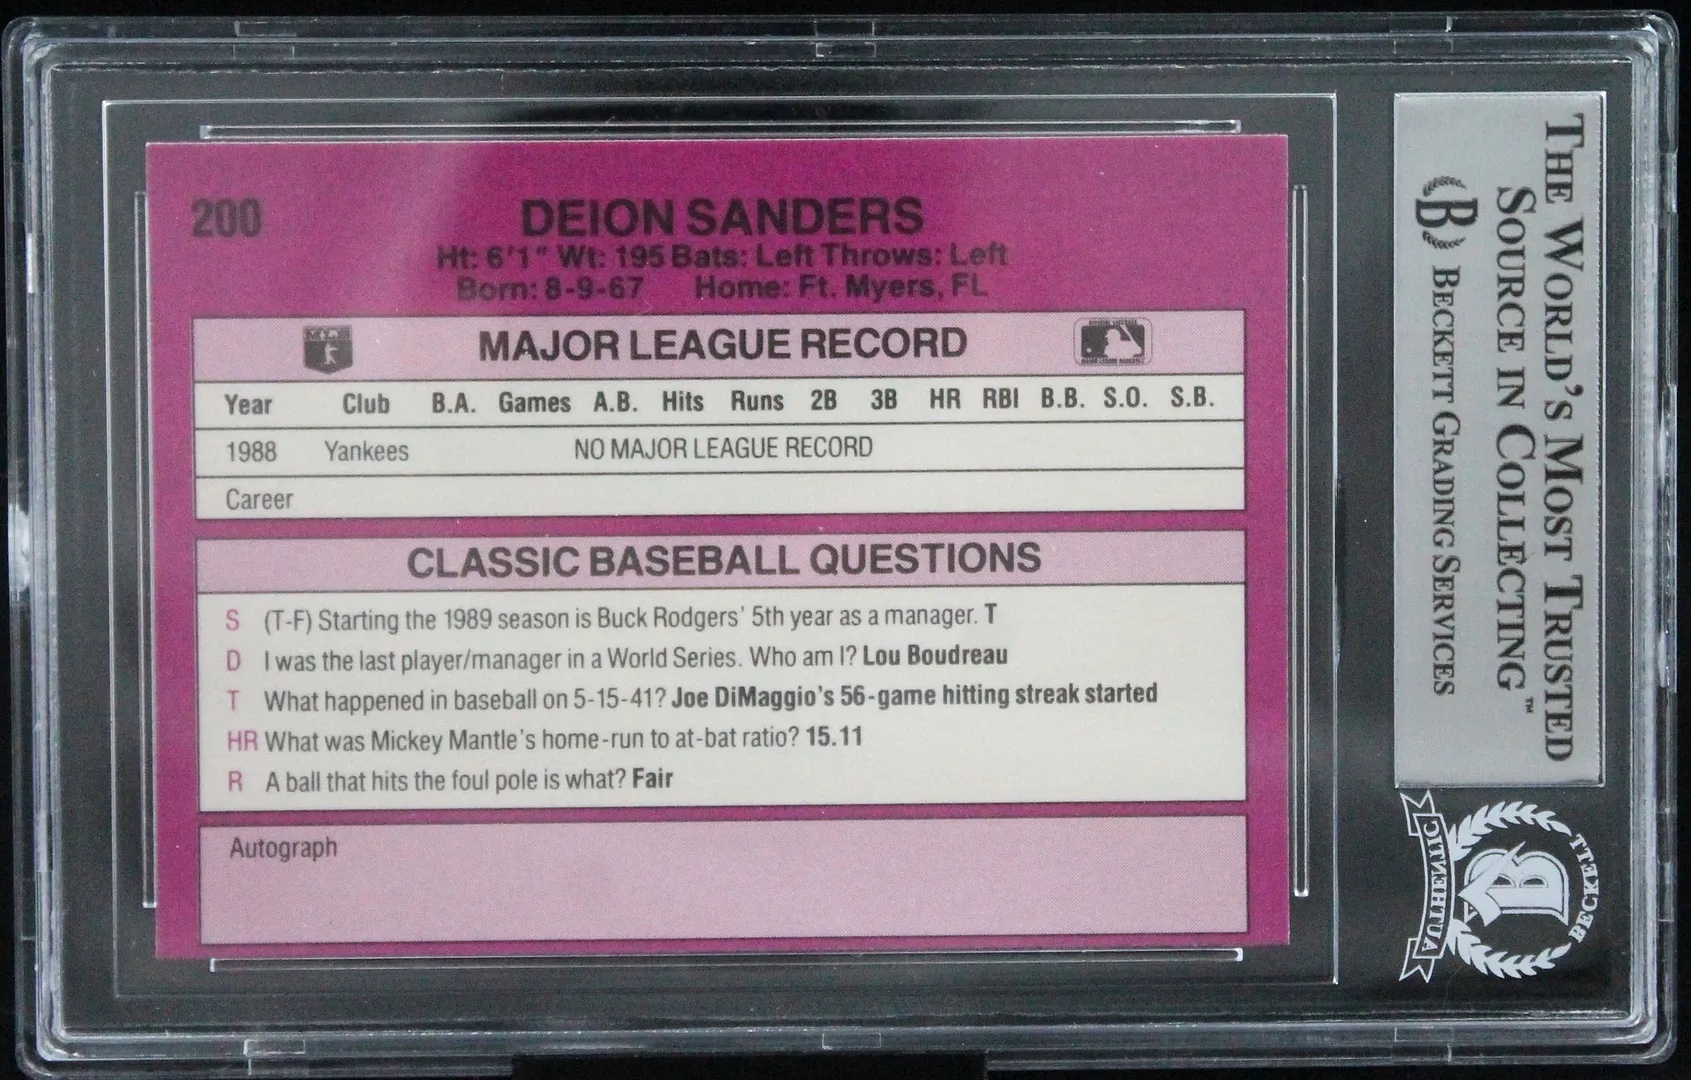 200 DEION SANDERS
Ht: 6'1" Wt: 195 Bats: Left Throws: Left
Born: 8-9-67 Home: Ft. Myers, FL
MAJOR LEAGUE RECORD
Year Club B.A. Games A.B. Hits Runs 2B 3B HR RBI B.B. S.O. S.B.
1988 Yankees NO MAJOR LEAGUE RECORD
Career
CLASSIC BASEBALL QUESTIONS
S (T-F) Starting the 1989 season is Buck Rodgers' 5th year as a manager. T
D I was the last player/manager in a World Series. Who am I? Lou Boudreau
T What happened in baseball on 5-15-41? Joe DiMaggio's 56-game hitting streak started
HR What was Mickey Mantle's home-run to at-bat ratio? 15.11
R A ball that hits the foul pole is what? Fair
Autograph
THE WORLD'S MOST TRUSTED
SOURCE IN COLLECTING™
B BECKETT GRADING SERVICES
B
BECKETT
AUTHENTIC